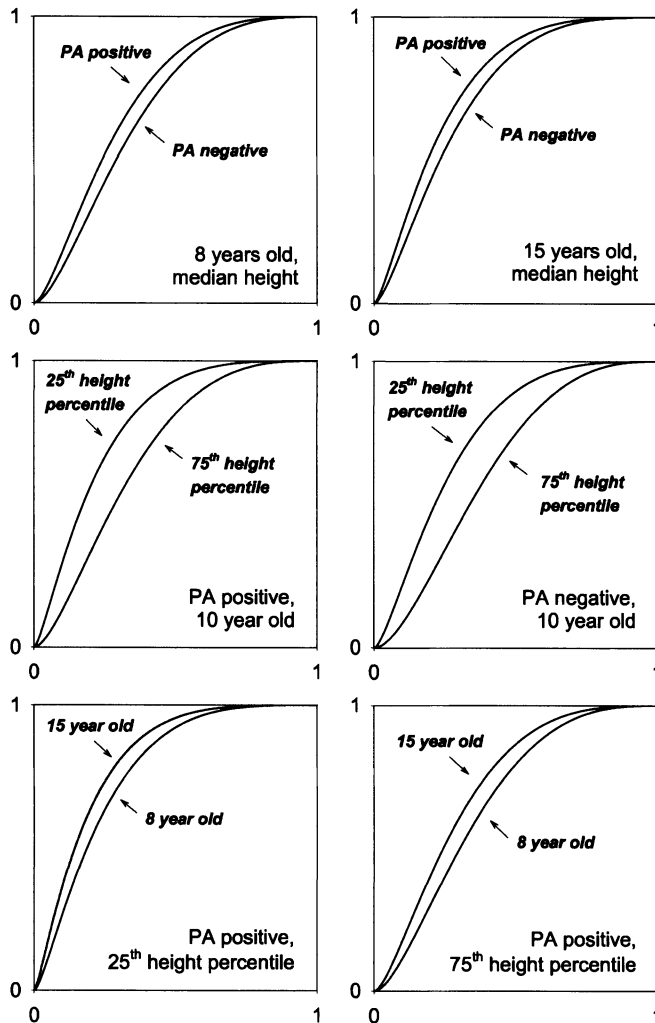 1
PA positive
PA negative
8 years old,
median height
0
0
1
1
PA positive
PA negative
15 years old,
median height
0
0
1
1
25th height
percentile
75th height
percentile
PA positive,
10 year old
0
0
1
1
25th height
percentile
75th height
percentile
PA negative,
10 year old
0
0
1
1
15 year old
8 year old
PA positive,
25th height percentile
0
0
1
1
15 year old
8 year old
PA positive,
75th height percentile
0
0
1